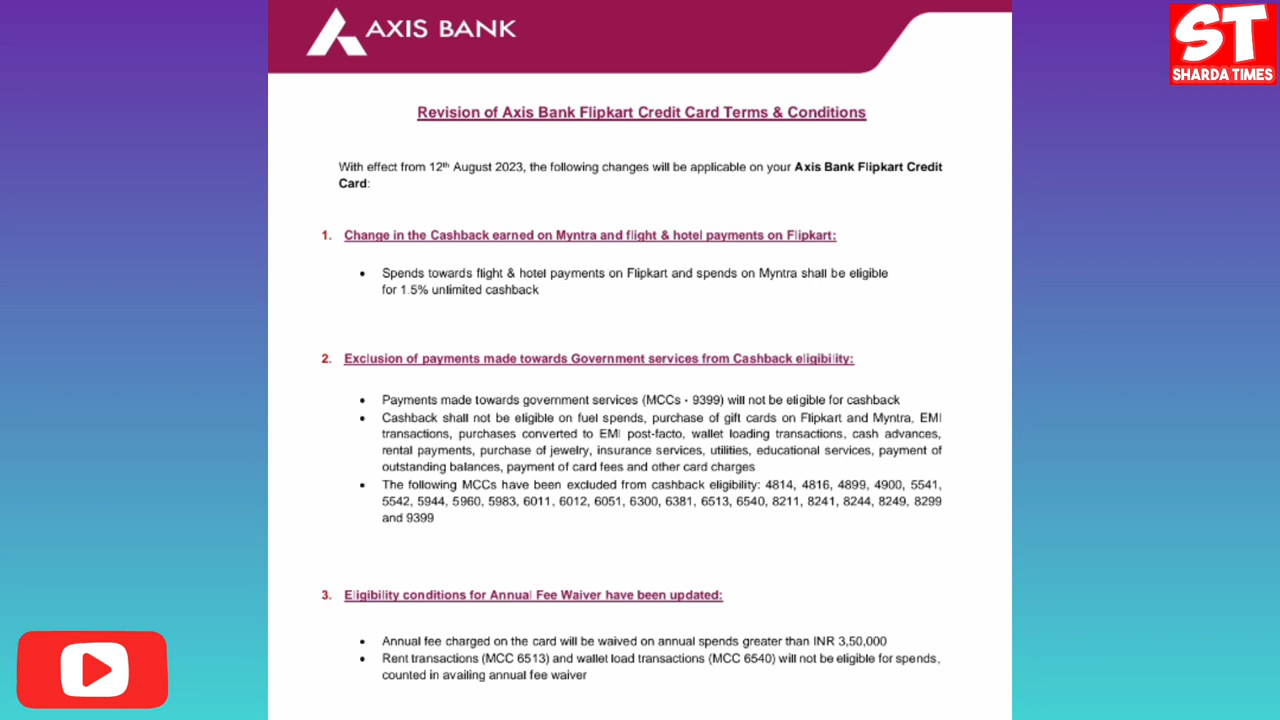 AXIS BANK
ST
SHARDA TIMES
Revision of Axis Bank Flipkart Credit Card Terms & Conditions
With effect from 12th August 2023, the following changes will be applicable on your Axis Bank Flipkart Credit
Card:
1. Change in the Cashback earned on Myntra and flight & hotel payments on Flipkart:
• Spends towards flight & hotel payments on Flipkart and spends on Myntra shall be eligible
for 1.5% unlimited cashback
2. Exclusion of payments made towards Government services from Cashback eligibility:
• Payments made towards government services (MCCs - 9399) will not be eligible for cashback
• Cashback shall not be eligible on fuel spends, purchase of gift cards on Flipkart and Myntra, EMI
transactions, purchases converted to EMI post-facto, wallet loading transactions, cash advances,
rental payments, purchase of jewelry, insurance services, utilities, educational services, payment of
outstanding balances, payment of card fees and other card charges
• The following MCCs have been excluded from cashback eligibility: 4814, 4816, 4899, 4900, 5541,
5542, 5944, 5960, 5983, 6011, 6012, 6051, 6300, 6381, 6513, 6540, 8211, 8241, 8244, 8249, 8299
and 9399
3. Eligibility conditions for Annual Fee Waiver have been updated:
• Annual fee charged on the card will be waived on annual spends greater than INR 3,50,000
• Rent transactions (MCC 6513) and wallet load transactions (MCC 6540) will not be eligible for spends,
counted in availing annual fee waiver